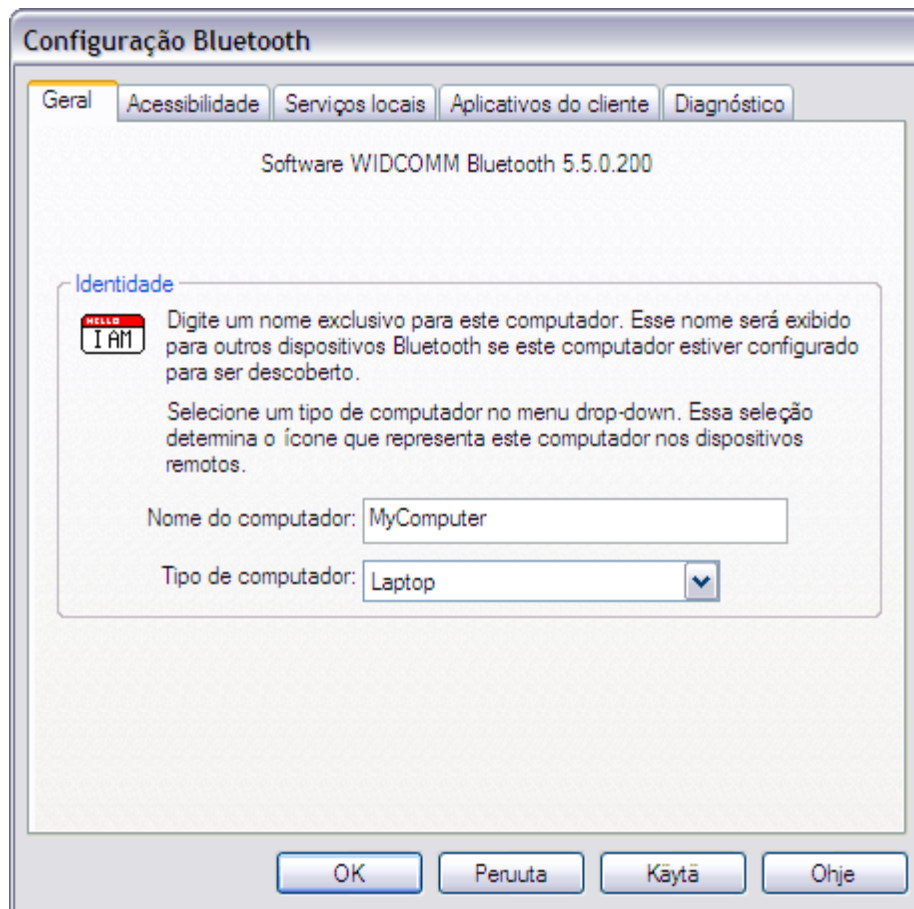 Configuração Bluetooth
Geral Acessibilidade Serviços locais Aplicativos do cliente Diagnóstico
Software WIDCOMM Bluetooth 5.5.0.200
Identidade
HELLO
I AM
Digite um nome exclusivo para este computador. Esse nome será exibido
para outros dispositivos Bluetooth se este computador estiver configurado
para ser descoberto.
Selecione um tipo de computador no menu drop-down. Essa seleção
determina o ícone que representa este computador nos dispositivos
remotos.
Nome do computador: MyComputer
Tipo de computador: Laptop
OK Peruuta Käytä Ohje